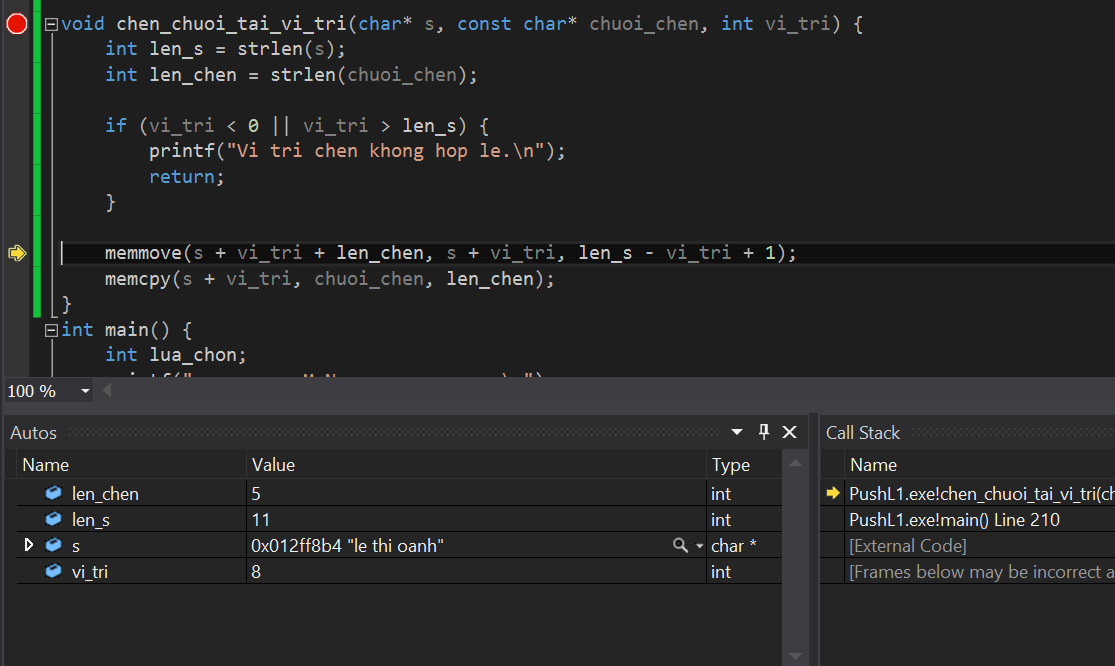 void chen_chuoi_tai_vi_tri(char* s, const char* chuoi_chen, int vi_tri) {
int len_s = strlen(s);
int len_chen = strlen(chuoi_chen);
if (vi_tri < 0 || vi_tri > len_s) {
printf("Vi tri chen khong hop le.\n");
return;
}
memmove(s + vi_tri + len_chen, s + vi_tri, len_s - vi_tri + 1);
memcpy(s + vi_tri, chuoi_chen, len_chen);
}
int main() {
int lua_chon;
100 %
Autos
Name Value Type
len_chen 5 int
len_s 11 int
s 0x012ff8b4 "le thi oanh" char *
vi_tri 8 int
Call Stack
Name
PushL1.exe!chen_chuoi_tai_vi_tri(ch
PushL1.exe!main() Line 210
[External Code]
[Frames below may be incorrect a